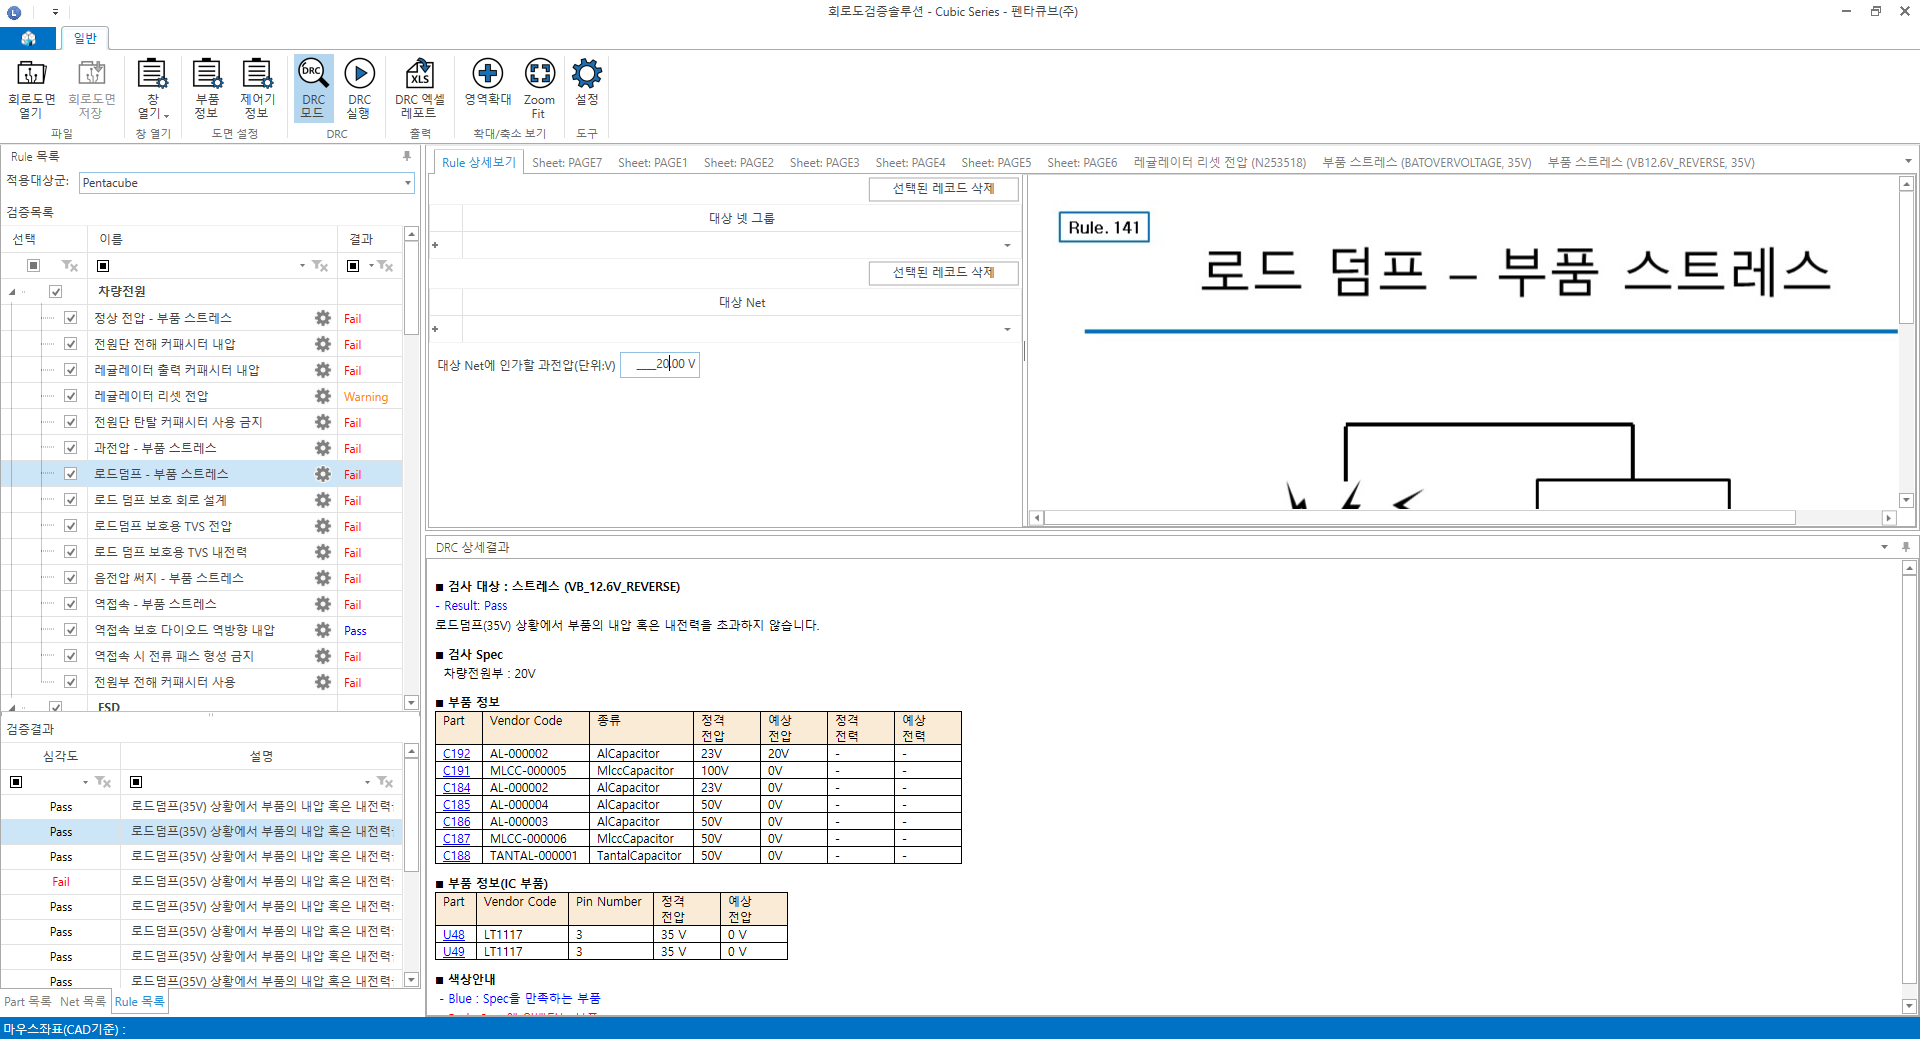 회로도검증솔루션 - Cubic Series - 펜타큐브(주)
일반
회로도면 열기
회로도면 저장
창 열기
부품 정보
제어기 정보
DRC 모드
DRC 실행
DRC 엑셀 레포트
영역확대
Zoom Fit
설정
파일
창 열기
도면 설정
DRC
출력
확대/축소 보기
도구
Rule 목록
적용대상군: Pentacube
검증목록
선택 이름 결과
차량전원
정상 전압 - 부품 스트레스 Fail
전원단 전해 커패시터 내압 Fail
레귤레이터 출력 커패시터 내압 Fail
레귤레이터 리셋 전압 Warning
전원단 탄탈 커패시터 사용 금지 Fail
과전압 - 부품 스트레스 Fail
로드덤프 - 부품 스트레스 Fail
로드 덤프 보호 회로 설계 Fail
로드덤프 보호용 TVS 전압 Fail
로드 덤프 보호용 TVS 내전력 Fail
음전압 써지 - 부품 스트레스 Fail
역접속 - 부품 스트레스 Fail
역접속 보호 다이오드 역방향 내압 Pass
역접속 시 전류 패스 형성 금지 Fail
전원부 전해 커패시터 사용 Fail
ESD
검증결과
심각도 설명
Pass 로드덤프(35V) 상황에서 부품의 내압 혹은 내전력
Pass 로드덤프(35V) 상황에서 부품의 내압 혹은 내전력
Pass 로드덤프(35V) 상황에서 부품의 내압 혹은 내전력
Fail 로드덤프(35V) 상황에서 부품의 내압 혹은 내전력
Pass 로드덤프(35V) 상황에서 부품의 내압 혹은 내전력
Pass 로드덤프(35V) 상황에서 부품의 내압 혹은 내전력
Pass 로드덤프(35V) 상황에서 부품의 내압 혹은 내전력
Pass 로드덤프(35V) 상황에서 부품의 내압 혹은 내전력
Part 목록 Net 목록 Rule 목록
Rule 상세보기 Sheet: PAGE7 Sheet: PAGE1 Sheet: PAGE2 Sheet: PAGE3 Sheet: PAGE4 Sheet: PAGE5 Sheet: PAGE6 레귤레이터 리셋 전압 (N253518) 부품 스트레스 (BATOVERVOLTAGE, 35V) 부품 스트레스 (VB12.6V_REVERSE, 35V)
선택된 레코드 삭제
대상 넷 그룹
선택된 레코드 삭제
대상 Net
대상 Net에 인가할 과전압(단위:V) ___20.00 V
Rule. 141
로드 덤프 – 부품 스트레스
DRC 상세결과
■ 검사 대상 : 스트레스 (VB_12.6V_REVERSE)
- Result: Pass
로드덤프(35V) 상황에서 부품의 내압 혹은 내전력을 초과하지 않습니다.
■ 검사 Spec
차량전원부 : 20V
■ 부품 정보
Part Vendor Code 종류 정격 전압 예상 전압 정격 전력 예상 전력
C192 AL-000002 AlCapacitor 23V 20V - -
C191 MLCC-000005 MlccCapacitor 100V 0V - -
C184 AL-000002 AlCapacitor 23V 0V - -
C185 AL-000004 AlCapacitor 50V 0V - -
C186 AL-000003 AlCapacitor 50V 0V - -
C187 MLCC-000006 MlccCapacitor 50V 0V - -
C188 TANTAL-000001 TantalCapacitor 50V 0V - -
■ 부품 정보(IC 부품)
Part Vendor Code Pin Number 정격 전압 예상 전압
U48 LT1117 3 35 V 0 V
U49 LT1117 3 35 V 0 V
■ 색상안내
- Blue : Spec을 만족하는 부품
마우스좌표(CAD기준) :